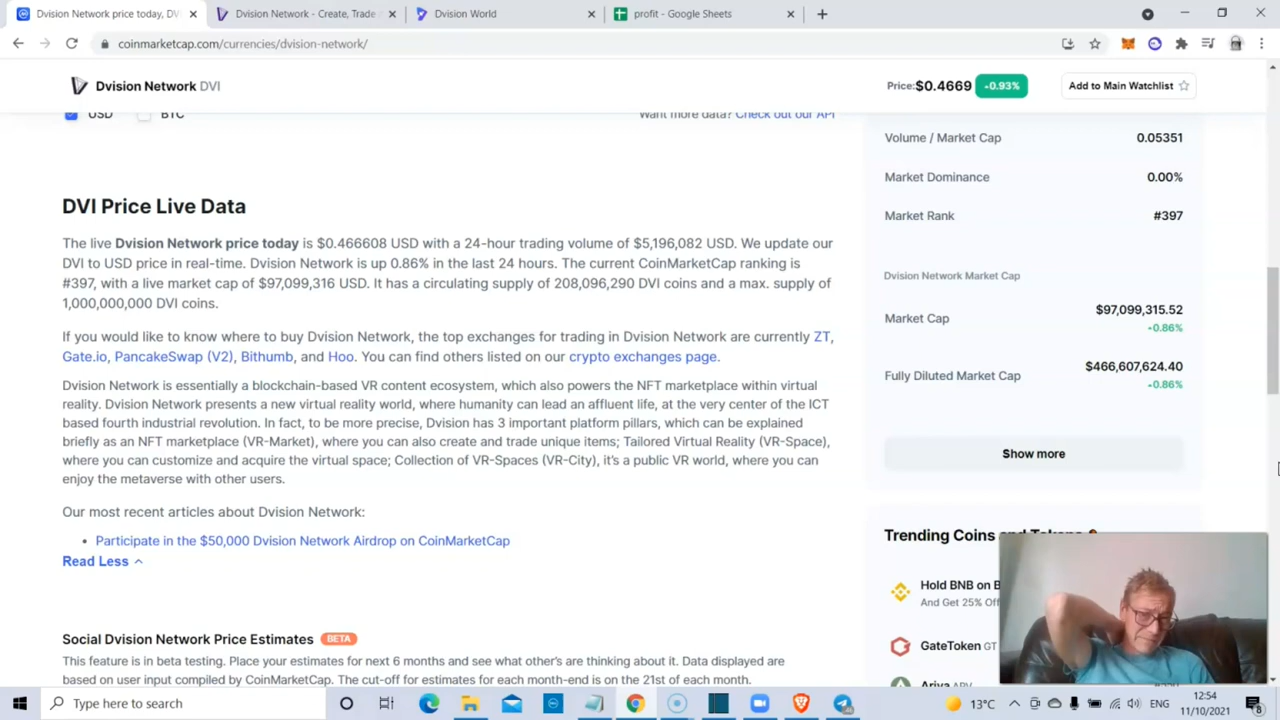 Dvision Network price today, DV
Dvision Network - Create, Trade
Dvision World
profit - Google Sheets
coinmarketcap.com/currencies/dvision-network/
Dvision Network DVI
Price:$0.4669 -0.93%
Add to Main Watchlist
USD BTC
Want more data? Check out our API
Volume / Market Cap 0.05351
Market Dominance 0.00%
Market Rank #397
DVI Price Live Data
The live Dvision Network price today is $0.466608 USD with a 24-hour trading volume of $5,196,082 USD. We update our
DVI to USD price in real-time. Dvision Network is up 0.86% in the last 24 hours. The current CoinMarketCap ranking is
#397, with a live market cap of $97,099,316 USD. It has a circulating supply of 208,096,290 DVI coins and a max. supply of
1,000,000,000 DVI coins.
Dvision Network Market Cap
Market Cap $97,099,315.52
-0.86%
Fully Diluted Market Cap $466,607,624.40
-0.86%
Show more
If you would like to know where to buy Dvision Network, the top exchanges for trading in Dvision Network are currently ZT,
Gate.io, PancakeSwap (V2), Bithumb, and Hoo. You can find others listed on our crypto exchanges page.
Dvision Network is essentially a blockchain-based VR content ecosystem, which also powers the NFT marketplace within virtual
reality. Dvision Network presents a new virtual reality world, where humanity can lead an affluent life, at the very center of the ICT
based fourth industrial revolution. In fact, to be more precise, Dvision has 3 important platform pillars, which can be explained
briefly as an NFT marketplace (VR-Market), where you can also create and trade unique items; Tailored Virtual Reality (VR-Space),
where you can customize and acquire the virtual space; Collection of VR-Spaces (VR-City), it's a public VR world, where you can
enjoy the metaverse with other users.
Our most recent articles about Dvision Network:
• Participate in the $50,000 Dvision Network Airdrop on CoinMarketCap
Read Less
Trending Coins and Tokens
Hold BNB on B
And Get 25% Off
GateToken GT
Ariva ARV
Social Dvision Network Price Estimates BETA
This feature is in beta testing. Place your estimates for next 6 months and see what other's are thinking about it. Data displayed are
based on user input compiled by CoinMarketCap. The cut-off for estimates for each month-end is on the 21st of each month.
Type here to search
13°C
ENG
12:54
11/10/2021
8